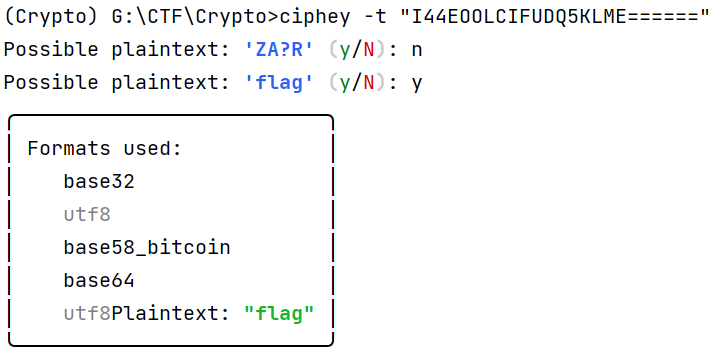 (Crypto) G:\CTF\Crypto>ciphey -t "I44EOOLCIFUDQ5KLME======"
Possible plaintext: 'ZA?R' (y/N): n
Possible plaintext: 'flag' (y/N): y
Formats used:
base32
utf8
base58_bitcoin
base64
utf8Plaintext: "flag"